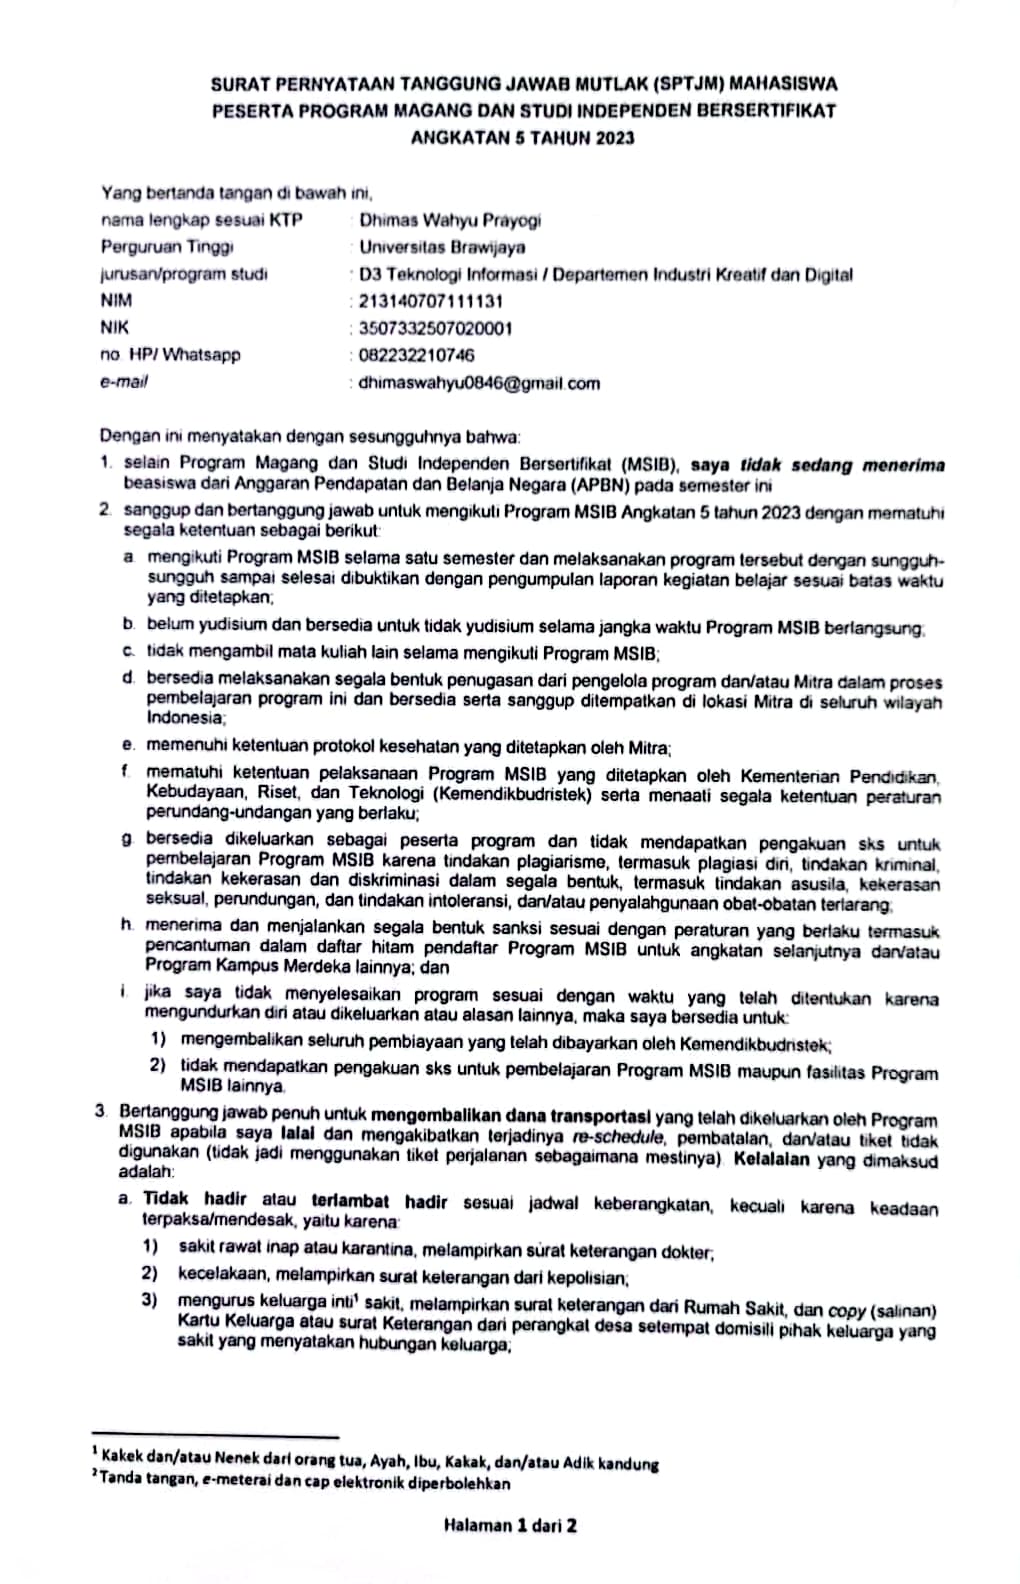 SURAT PERNYATAAN TANGGUNG JAWAB MUTLAK (SPTJM) MAHASISWA
PESERTA PROGRAM MAGANG DAN STUDI INDEPENDEN BERSERTIFIKAT
ANGKATAN 5 TAHUN 2023
Yang bertanda tangan di bawah ini,
nama lengkap sesuai KTP : Dhimas Wahyu Prayogi
Perguruan Tinggi : Universitas Brawijaya
jurusan/program studi : D3 Teknologi Informasi / Departemen Industri Kreatif dan Digital
NIM : 213140707111131
NIK : 3507332507020001
no HP/ Whatsapp : 082232210746
e-mail : dhimaswahyu0846@gmail.com
Dengan ini menyatakan dengan sesungguhnya bahwa:
1. selain Program Magang dan Studi Independen Bersertifikat (MSIB), saya tidak sedang menerima
beasiswa dari Anggaran Pendapatan dan Belanja Negara (APBN) pada semester ini
2. sanggup dan bertanggung jawab untuk mengikuti Program MSIB Angkatan 5 tahun 2023 dengan mematuhi
segala ketentuan sebagai berikut:
a. mengikuti Program MSIB selama satu semester dan melaksanakan program tersebut dengan sungguh-
sungguh sampai selesai dibuktikan dengan pengumpulan laporan kegiatan belajar sesuai batas waktu
yang ditetapkan;
b. belum yudisium dan bersedia untuk tidak yudisium selama jangka waktu Program MSIB berlangsung;
c. tidak mengambil mata kuliah lain selama mengikuti Program MSIB;
d. bersedia melaksanakan segala bentuk penugasan dari pengelola program dan/atau Mitra dalam proses
pembelajaran program ini dan bersedia serta sanggup ditempatkan di lokasi Mitra di seluruh wilayah
Indonesia;
e. memenuhi ketentuan protokol kesehatan yang ditetapkan oleh Mitra;
f. mematuhi ketentuan pelaksanaan Program MSIB yang ditetapkan oleh Kementerian Pendidikan,
Kebudayaan, Riset, dan Teknologi (Kemendikbudristek) serta menaati segala ketentuan peraturan
perundang-undangan yang berlaku;
g. bersedia dikeluarkan sebagai peserta program dan tidak mendapatkan pengakuan sks untuk
pembelajaran Program MSIB karena tindakan plagiarisme, termasuk plagiasi diri, tindakan kriminal,
tindakan kekerasan dan diskriminasi dalam segala bentuk, termasuk tindakan asusila, kekerasan
seksual, perundungan, dan tindakan intoleransi, dan/atau penyalahgunaan obat-obatan terlarang;
h. menerima dan menjalankan segala bentuk sanksi sesuai dengan peraturan yang berlaku termasuk
pencantuman dalam daftar hitam pendaftar Program MSIB untuk angkatan selanjutnya dan/atau
Program Kampus Merdeka lainnya; dan
i. jika saya tidak menyelesaikan program sesuai dengan waktu yang telah ditentukan karena
mengundurkan diri atau dikeluarkan atau alasan lainnya, maka saya bersedia untuk:
1) mengembalikan seluruh pembiayaan yang telah dibayarkan oleh Kemendikbudristek;
2) tidak mendapatkan pengakuan sks untuk pembelajaran Program MSIB maupun fasilitas Program
MSIB lainnya.
3. Bertanggung jawab penuh untuk mengembalikan dana transportasi yang telah dikeluarkan oleh Program
MSIB apabila saya lalai dan mengakibatkan terjadinya re-schedule, pembatalan, dan/atau tiket tidak
digunakan (tidak jadi menggunakan tiket perjalanan sebagaimana mestinya). Kelalaian yang dimaksud
adalah:
a. Tidak hadir atau terlambat hadir sesuai jadwal keberangkatan, kecuali karena keadaan
terpaksa/mendesak, yaitu karena:
1) sakit rawat inap atau karantina, melampirkan surat keterangan dokter;
2) kecelakaan, melampirkan surat keterangan dari kepolisian;
3) mengurus keluarga inti¹ sakit, melampirkan surat keterangan dari Rumah Sakit, dan copy (salinan)
Kartu Keluarga atau surat Keterangan dari perangkat desa setempat domisili pihak keluarga yang
sakit yang menyatakan hubungan keluarga;
¹ Kakek dan/atau Nenek dari orang tua, Ayah, Ibu, Kakak, dan/atau Adik kandung
² Tanda tangan, e-meterai dan cap elektronik diperbolehkan
Halaman 1 dari 2